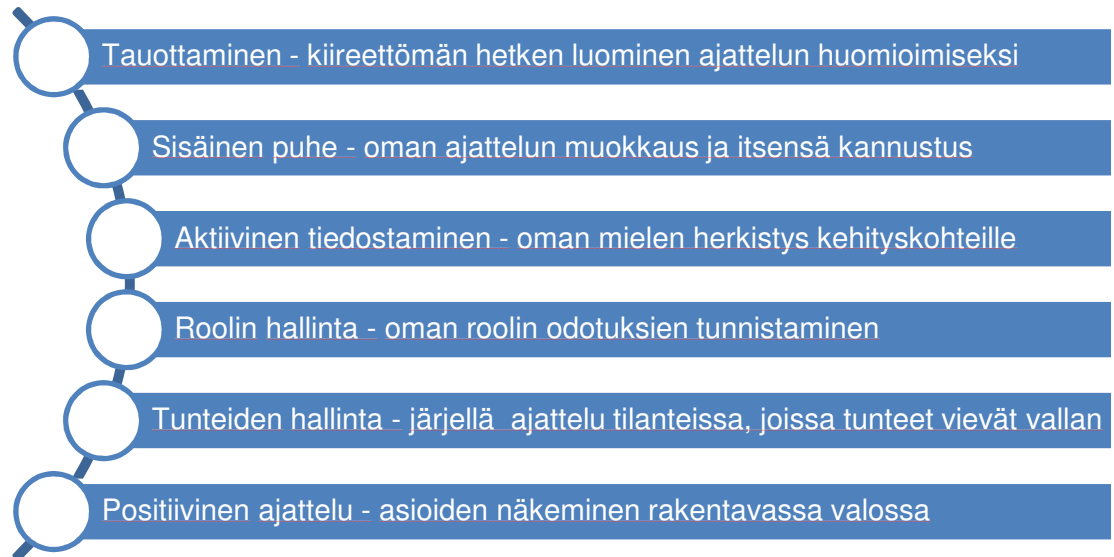 Tauottaminen - kiireettömän hetken luominen ajattelun huomioimiseksi
Sisäinen puhe - oman ajattelun muokkaus ja itsensä kannustus
Aktiivinen tiedostaminen - oman mielen herkistys kehityskohteille
Roolin hallinta - oman roolin odotuksien tunnistaminen
Tunteiden hallinta - järjellä  ajattelu tilanteissa, joissa tunteet vievät vallan
Positiivinen ajattelu - asioiden näkeminen rakentavassa valossa